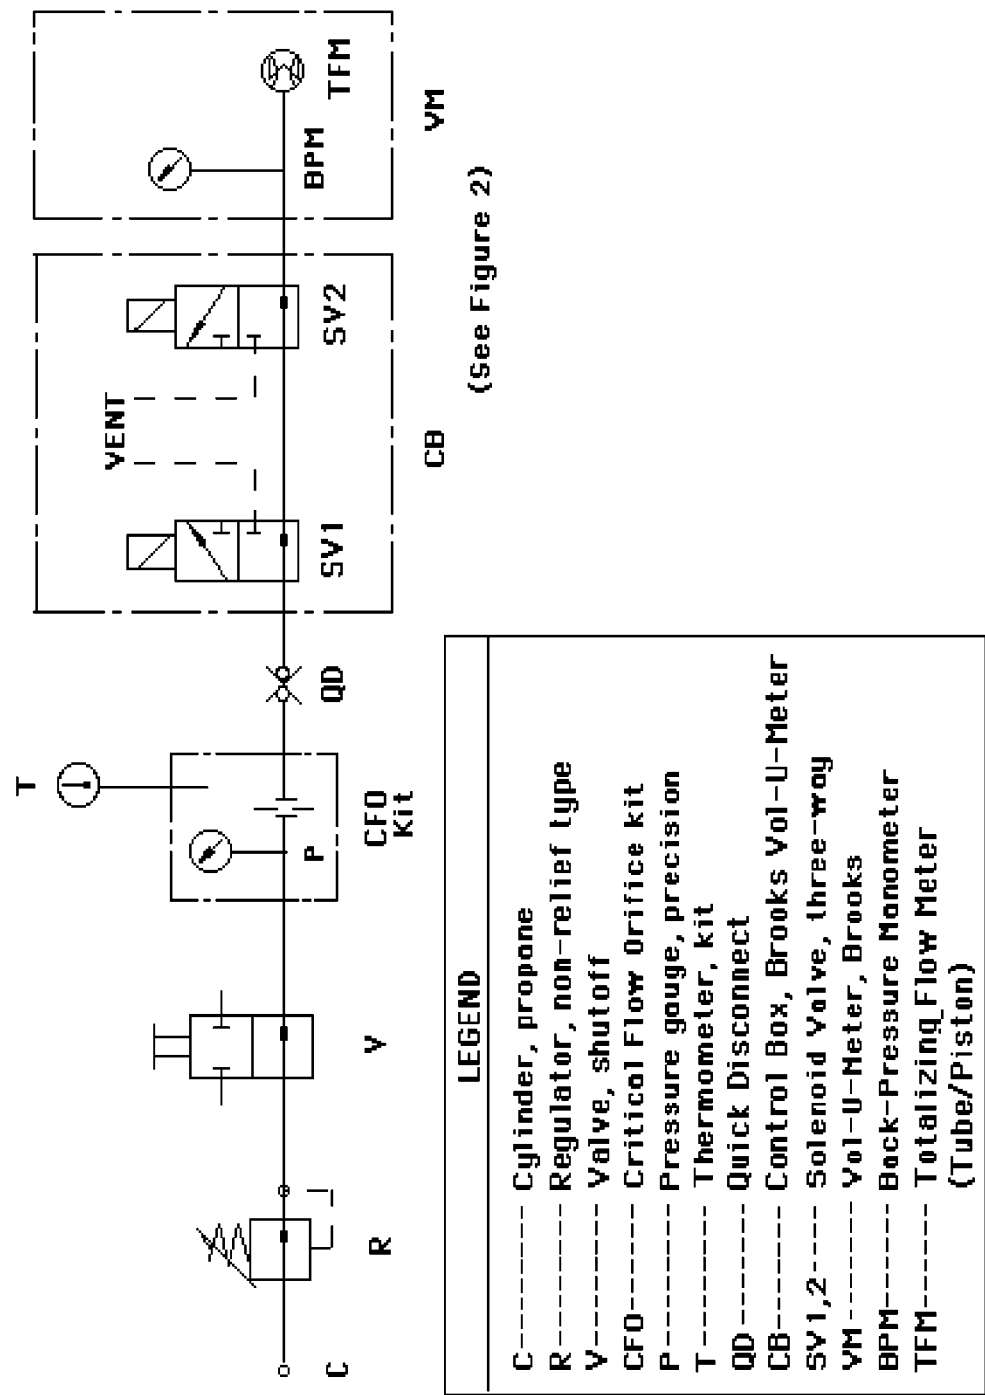 C
R
V
P
CFO
Kit
T
QD
SV1
VENT
SV2
CB
BPM
TFM
VM
(See Figure 2)
LEGEND
C---------- Cylinder, propane
R---------- Regulator, non-relief type
V---------- Valve, shutoff
CFO------- Critical Flow Orifice kit
P---------- Pressure gauge, precision
T---------- Thermometer, kit
QD -------- Quick Disconnect
CB--------- Control Box, Brooks Vol-U-Meter
SV1,2----- Solenoid Valve, three-way
VM -------- Vol-U-Meter, Brooks
BPM------- Back-Pressure Manometer
TFM------- Totalizing Flow Meter
(Tube/Piston)